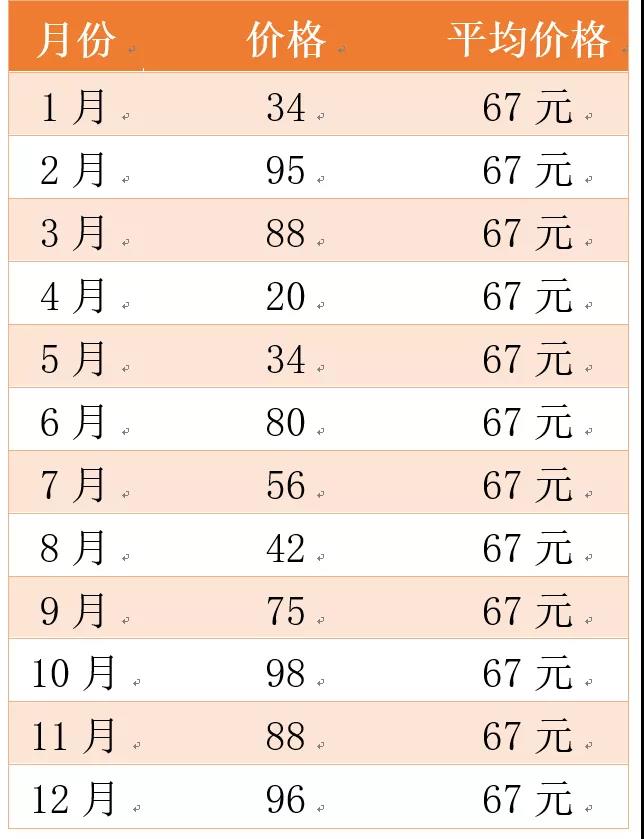 月份 价格 平均价格
1 月 34 67 元
2 月 95 67 元
3 月 88 67 元
4 月 20 67 元
5 月 34 67 元
6 月 80 67 元
7 月 56 67 元
8 月 42 67 元
9 月 75 67 元
10 月 98 67 元
11 月 88 67 元
12 月 96 67 元